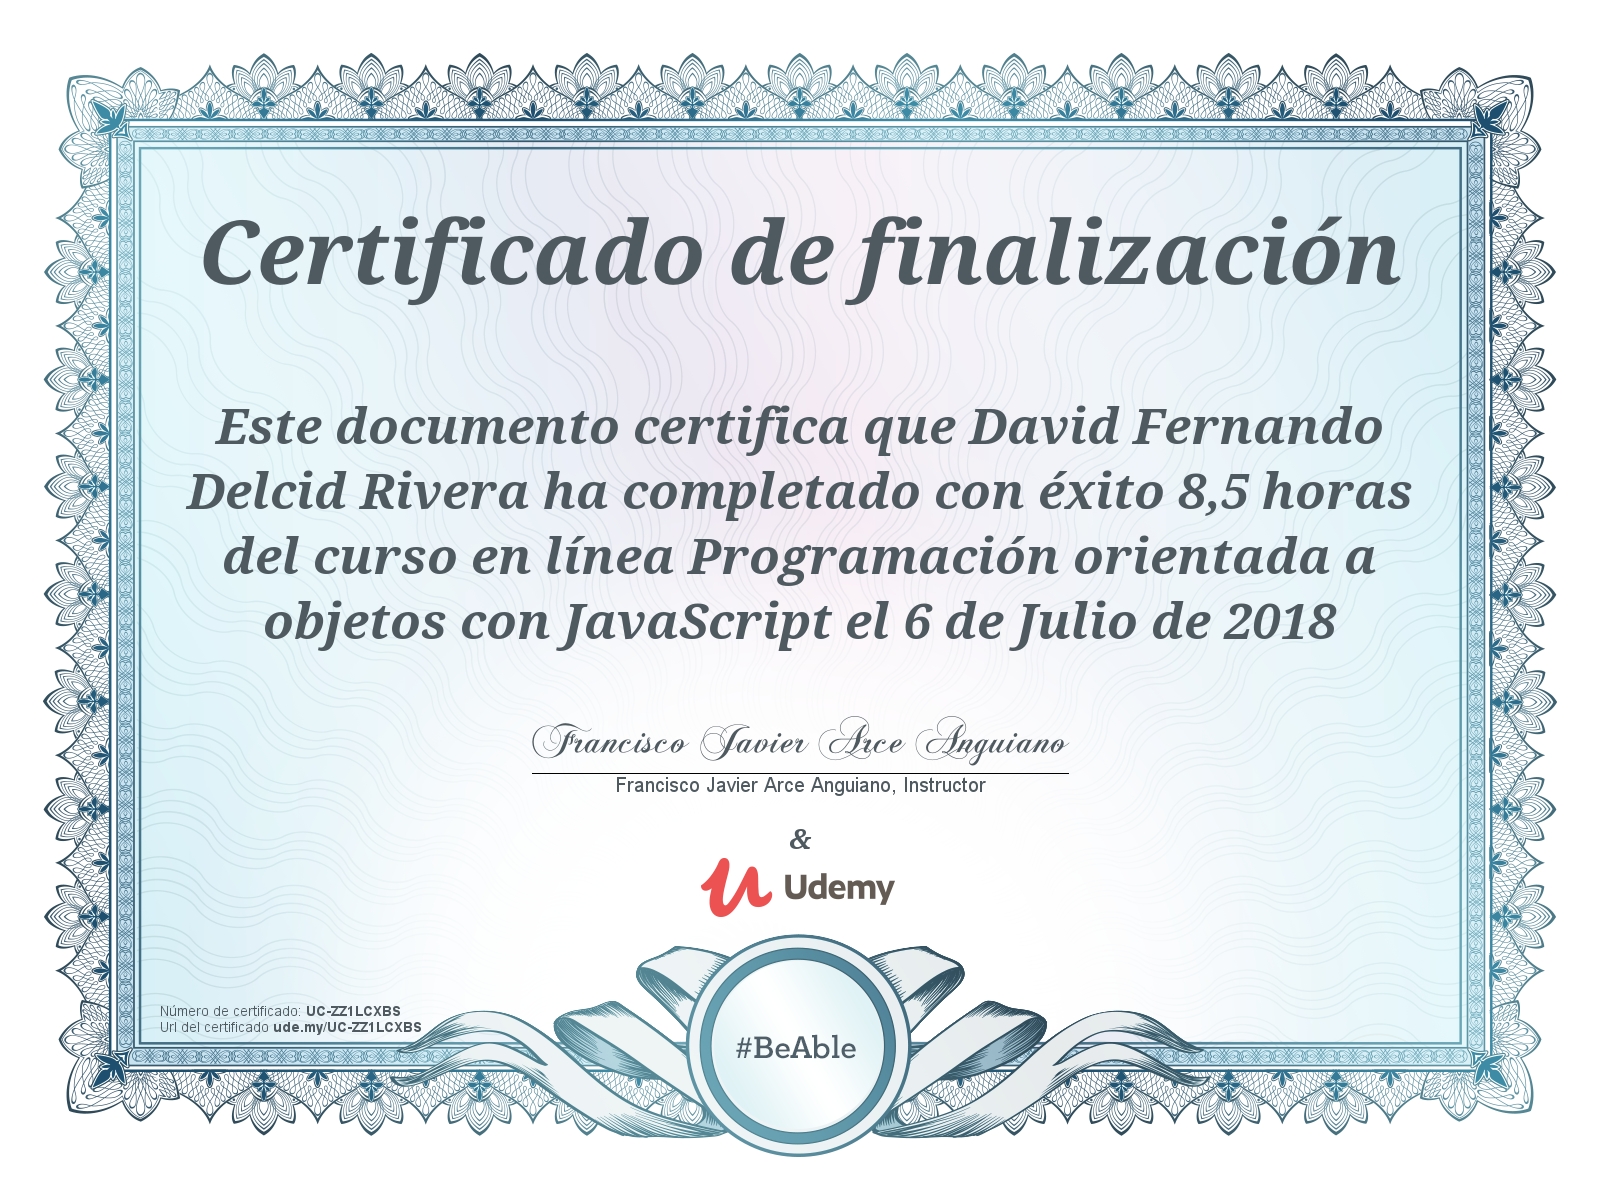 Certificado de finalización
Este documento certifica que David Fernando
Delcid Rivera ha completado con éxito 8,5 horas
del curso en línea Programación orientada a
objetos con JavaScript el 6 de Julio de 2018
Francisco Javier Arce Anguiano
Francisco Javier Arce Anguiano, Instructor
&
Udemy
Número de certificado: UC-ZZ1LCXBS
Url del certificado ude.my/UC-ZZ1LCXBS
#BeAble